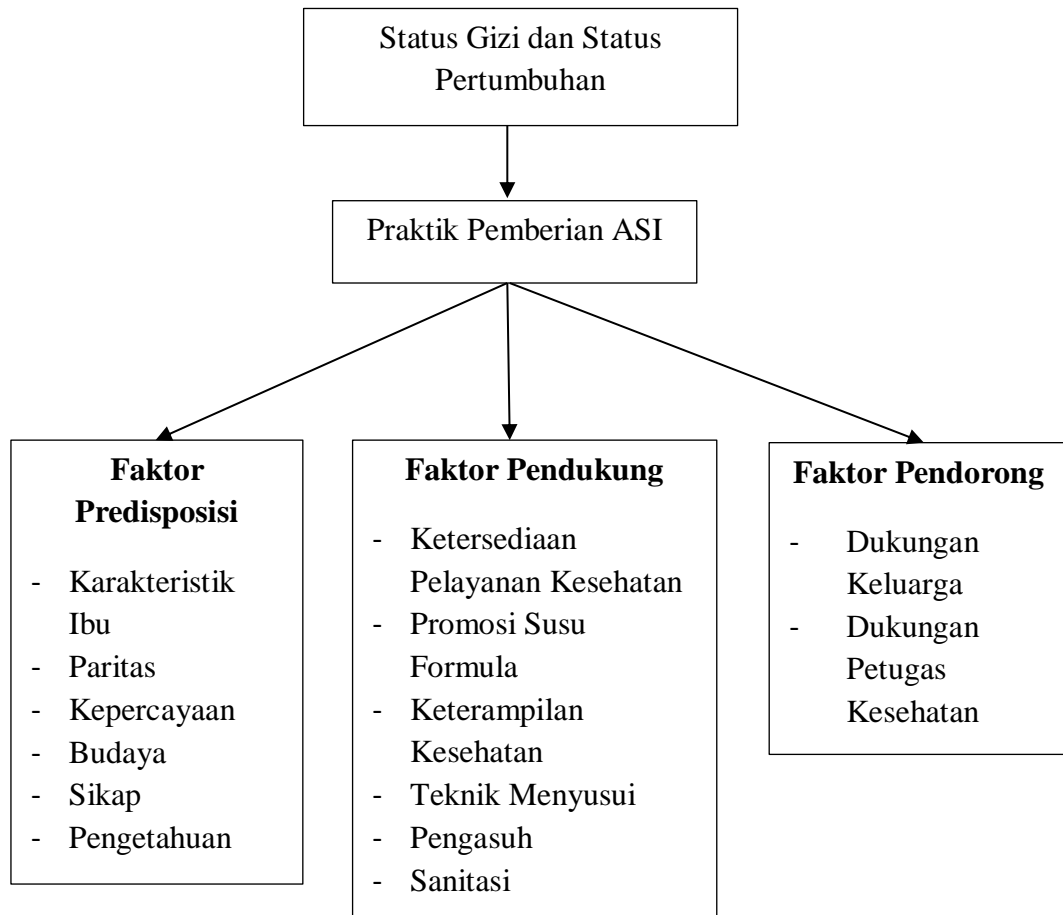 Status Gizi dan Status
Pertumbuhan
Praktik Pemberian ASI
Faktor
Predisposisi
- Karakteristik
Ibu
- Paritas
- Kepercayaan
- Budaya
- Sikap
- Pengetahuan
Faktor Pendukung
- Ketersediaan
Pelayanan Kesehatan
- Promosi Susu
Formula
- Keterampilan
Kesehatan
- Teknik Menyusui
- Pengasuh
- Sanitasi
Faktor Pendorong
- Dukungan
Keluarga
- Dukungan
Petugas
Kesehatan